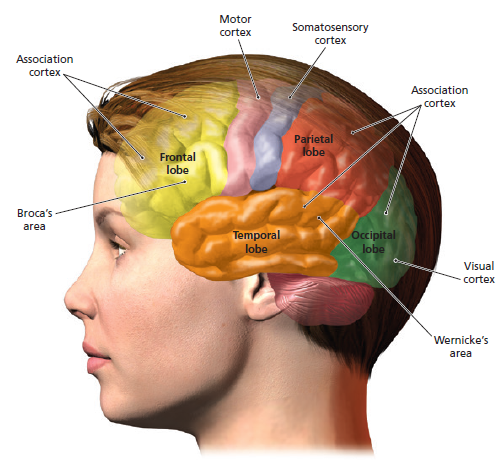 Motor
cortex
Somatosensory
cortex
Association
cortex
Association
cortex
Parietal
lobe
Frontal
lobe
Broca's
area
Temporal
lobe
Occipital
lobe
Visual
cortex
Wernicke's
area